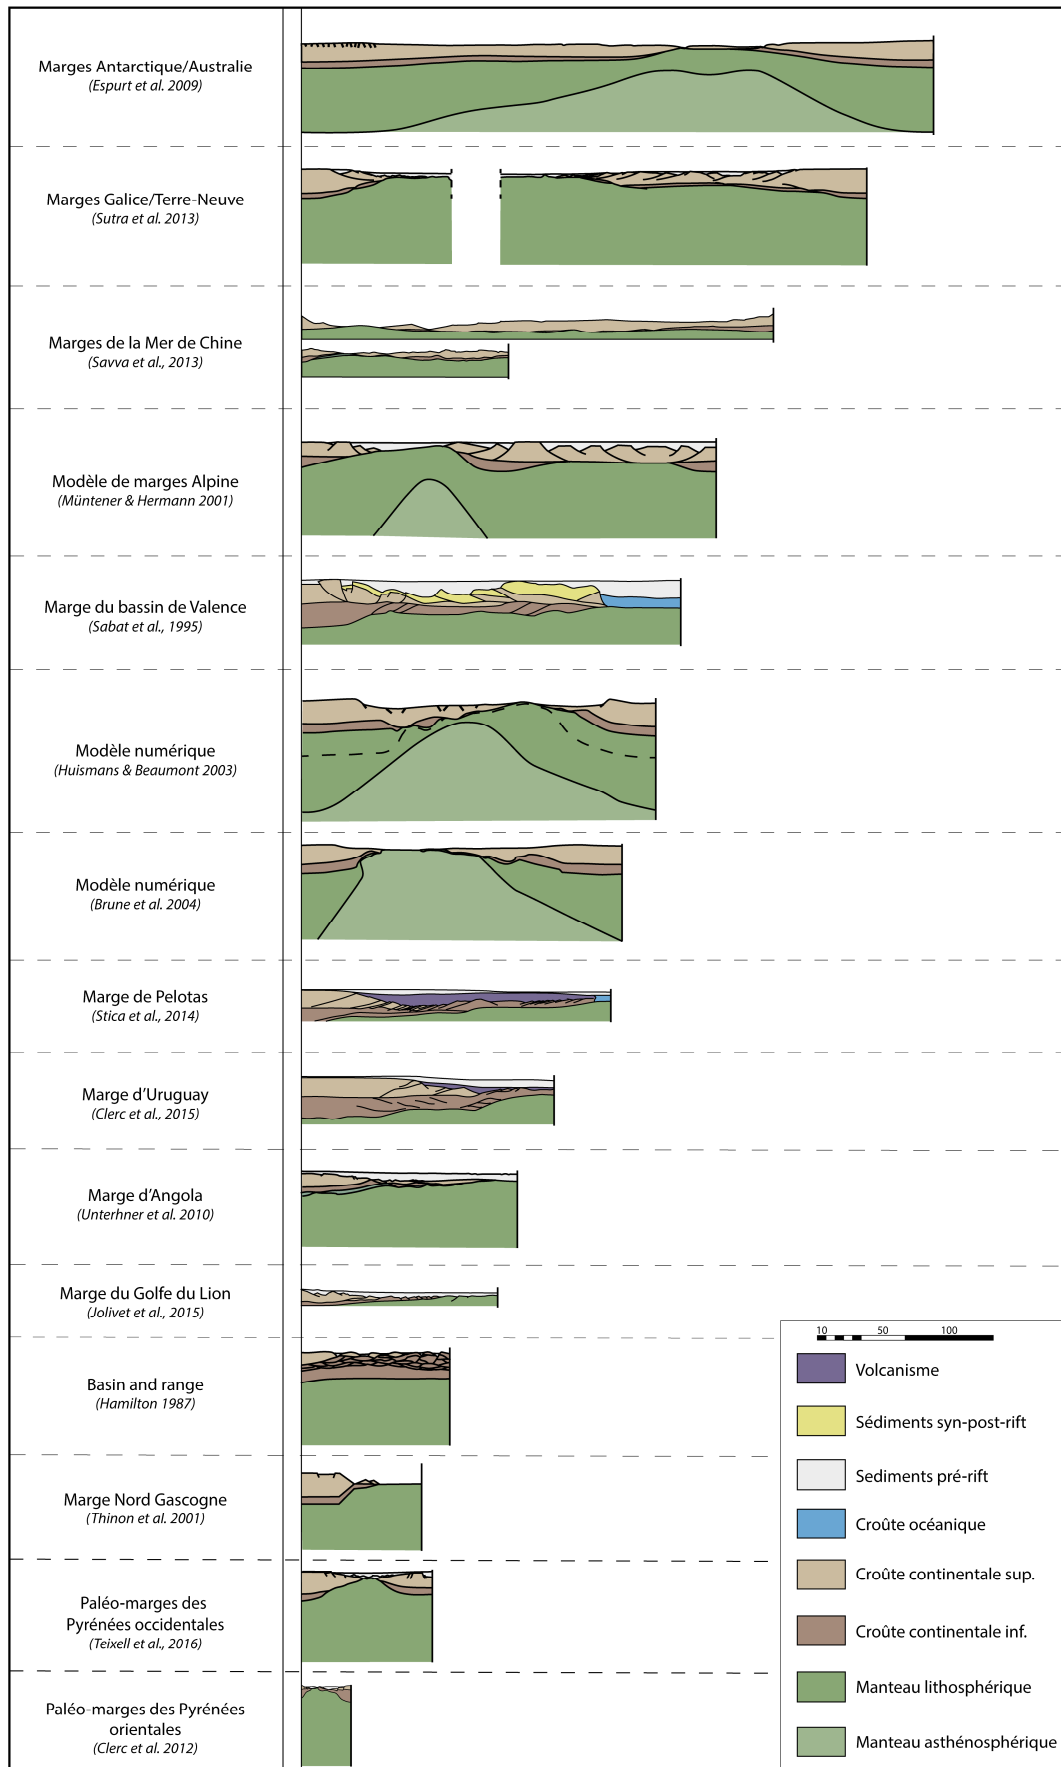 Marges Antarctique/Australie
(Espurt et al. 2009)
Marges Galice/Terre-Neuve
(Sutra et al. 2013)
Marges de la Mer de Chine
(Savva et al., 2013)
Modèle de marges Alpine
(Müntener & Hermann 2001)
Marge du bassin de Valence
(Sabat et al., 1995)
Modèle numérique
(Huismans & Beaumont 2003)
Modèle numérique
(Brune et al. 2004)
Marge de Pelotas
(Stica et al., 2014)
Marge d'Uruguay
(Clerc et al., 2015)
Marge d'Angola
(Unterhner et al. 2010)
Marge du Golfe du Lion
(Jolivet et al., 2015)
Basin and range
(Hamilton 1987)
Marge Nord Gascogne
(Thinon et al. 2001)
Paléo-marges des
Pyrénées occidentales
(Teixell et al., 2016)
Paléo-marges des Pyrénées
orientales
(Clerc et al. 2012)
10 50 100
Volcanisme
Sédiments syn-post-rift
Sediments pré-rift
Croûte océanique
Croûte continentale sup.
Croûte continentale inf.
Manteau lithosphérique
Manteau asthénosphérique